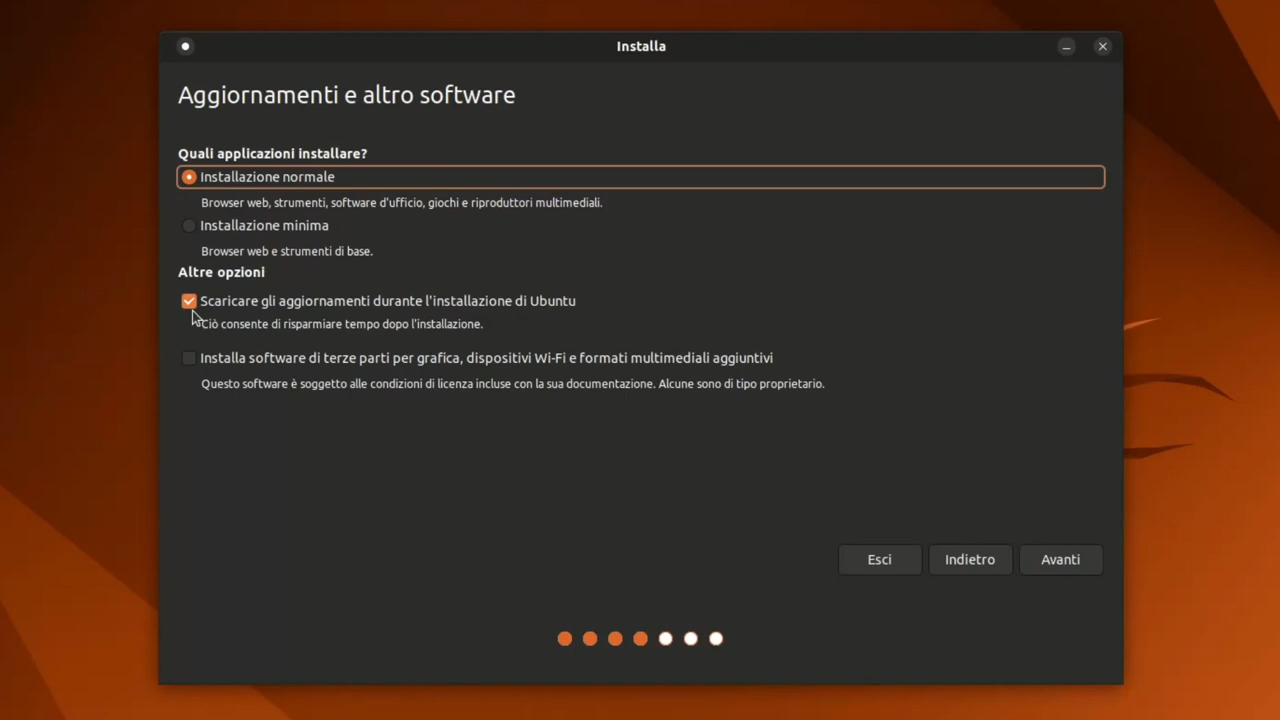 Installa
Aggiornamenti e altro software
Quali applicazioni installare?
Installazione normale
Browser web, strumenti, software d'ufficio, giochi e riproduttori multimediali.
Installazione minima
Browser web e strumenti di base.
Altre opzioni
Scaricare gli aggiornamenti durante l'installazione di Ubuntu
Ciò consente di risparmiare tempo dopo l'installazione.
Installa software di terze parti per grafica, dispositivi Wi-Fi e formati multimediali aggiuntivi
Questo software è soggetto alle condizioni di licenza incluse con la sua documentazione. Alcune sono di tipo proprietario.
Esci Indietro Avanti